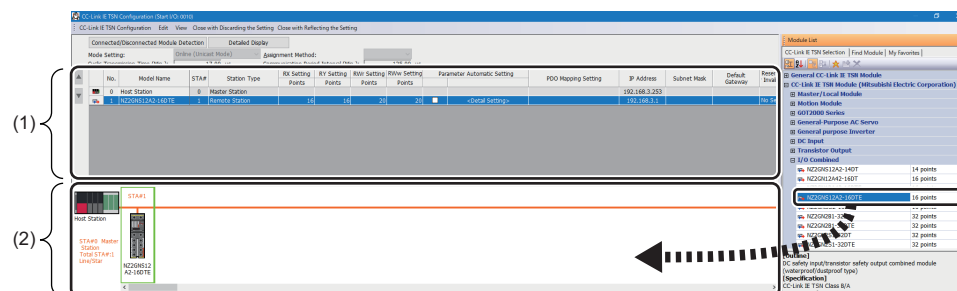 CC-Link IE TSN Configuration (Start I/O: 0010)
CC-Link IE TSN Configuration Edit View Close with Discarding the Setting Close with Reflecting the Setting
Connected/Disconnected Module Detection Detailed Display
Mode Setting: Online (Unicast Mode) Assignment Method:
No. Model Name STA# Station Type RX Setting RY Setting RWr Setting RWw Setting Parameter Automatic Setting PDO Mapping Setting IP Address Subnet Mask Default Gateway
Points Points Points Points
0 Host Station 0 Master Station 192.168.3.253
1 NZ2GNS12A2-16DTE 1 Remote Station 16 16 20 20 <Detail Setting> 192.168.3.1
(1)
(2)
STA#1
Host Station
STA#0 Master
Station
Total STA#:1
Line/Star
NZ2GNS12
A2-16DTE
Module List
CC-Link IE TSN Selection Find Module My Favorites
General CC-Link IE TSN Module
CC-Link IE TSN Module (Mitsubishi Electric Corporation)
Master/Local Module
Motion Module
GOT2000 Series
General-Purpose AC Servo
General purpose Inverter
DC Input
Transistor Output
I/O Combined
NZ2GNS12A2-14DT 14 points
NZ2GN12A42-16DT 16 points
NZ2GNS12A2-16DTE 16 points
32 points
32 points
32 points
[Outline]
DC safety input/transistor safety output combined module
(waterproof/dustproof type)
[Specification]
CC-Link IE TSN Class B/A